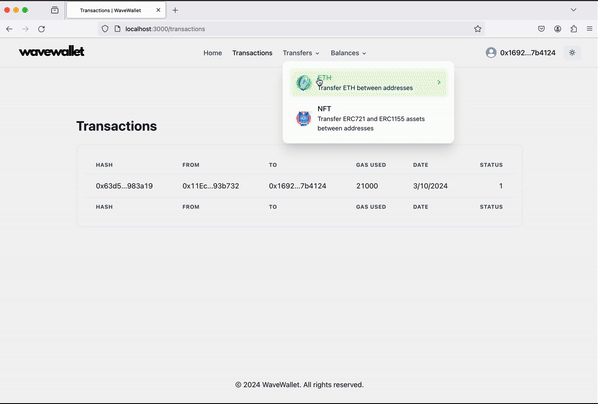 Transactions | WaveWallet
localhost:3000/transactions
wavewallet
Home Transactions Transfers Balances 0x1692...7b4124
ETH
Transfer ETH between addresses
NFT
Transfer ERC721 and ERC1155 assets
between addresses
Transactions
HASH FROM TO GAS USED DATE STATUS
0x63d5...983a19 0x11Ec...93b732 0x1692...7b4124 21000 3/10/2024 1
HASH FROM TO GAS USED DATE STATUS
© 2024 WaveWallet. All rights reserved.